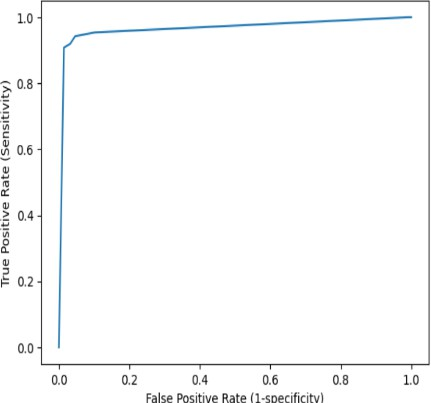 True Positive Rate (Sensitivity)
1.0
0.8
0.6
0.4
0.2
0.0
0.0 0.2 0.4 0.6 0.8 1.0
False Positive Rate (1-specificity)